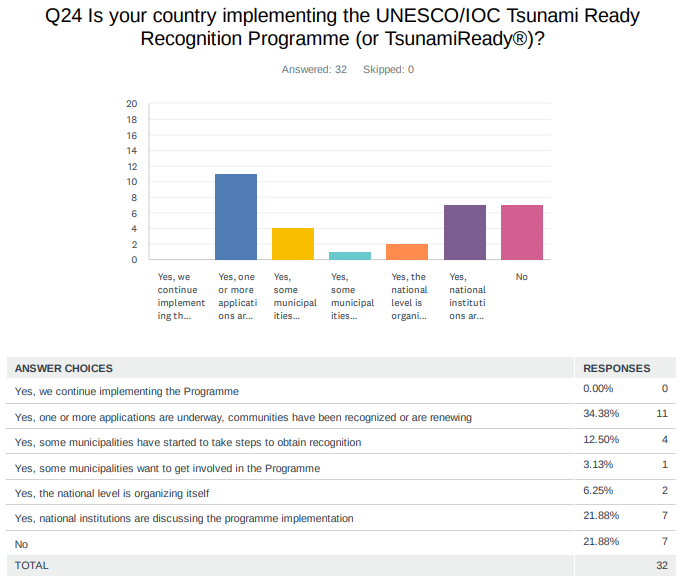 Q24 Is your country implementing the UNESCO/IOC Tsunami Ready
Recognition Programme (or TsunamiReady®)?
Answered: 32 Skipped: 0
20
18
16
14
12
10
8
6
4
2
0
Yes, we
continue
implement
ing th...
Yes, one
or more
applicati
ons ar...
Yes,
some
municipal
ities...
Yes,
some
municipal
ities...
Yes, the
national
level is
organi...
Yes,
national
instituti
ons ar...
No
ANSWER CHOICES RESPONSES
Yes, we continue implementing the Programme 0.00% 0
Yes, one or more applications are underway, communities have been recognized or are renewing 34.38% 11
Yes, some municipalities have started to take steps to obtain recognition 12.50% 4
Yes, some municipalities want to get involved in the Programme 3.13% 1
Yes, the national level is organizing itself 6.25% 2
Yes, national institutions are discussing the programme implementation 21.88% 7
No 21.88% 7
TOTAL 32